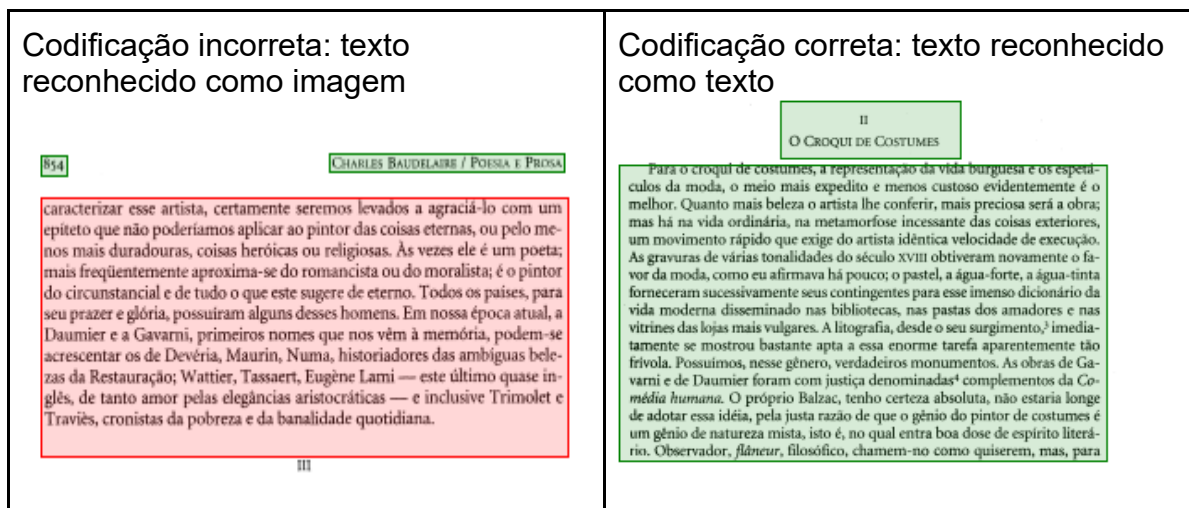 Codificação incorreta: texto
reconhecido como imagem
854
CHARLES BAUDELAIRE / POESIA E PROSA
caracterizar esse artista, certamente seremos levados a agraciá-lo com um
epíteto que não poderíamos aplicar ao pintor das coisas eternas, ou pelo me-
nos mais duradouras, coisas heróicas ou religiosas. Às vezes ele é um poeta;
mais freqüentemente aproxima-se do romancista ou do moralista; é o pintor
do circunstancial e de tudo o que este sugere de eterno. Todos os países, para
seu prazer e glória, possuíram alguns desses homens. Em nossa época atual, a
Daumier e a Gavarni, primeiros nomes que nos vêm à memória, podem-se
acrescentar os de Devéria, Maurin, Numa, historiadores das ambíguas bele-
zas da Restauração; Wattier, Tassaert, Eugène Lami — este último quase in-
glês, de tanto amor pelas elegâncias aristocráticas — e inclusive Trimolet e
Traviès, cronistas da pobreza e da banalidade quotidiana.
III
Codificação correta: texto reconhecido
como texto
II
O CROQUI DE COSTUMES
Para o croqui de costumes, a representação da vida burguesa e os espetá-
culos da moda, o meio mais expedito e menos custoso evidentemente é o
melhor. Quanto mais beleza o artista lhe conferir, mais preciosa será a obra;
mas há na vida ordinária, na metamorfose incessante das coisas exteriores,
um movimento rápido que exige do artista idêntica velocidade de execução.
As gravuras de várias tonalidades do século XVIII obtiveram novamente o fa-
vor da moda, como eu afirmava há pouco; o pastel, a água-forte, a água-tinta
forneceram sucessivamente seus contingentes para esse imenso dicionário da
vida moderna disseminado nas bibliotecas, nas pastas dos amadores e nas
vitrines das lojas mais vulgares. A litografia, desde o seu surgimento,³ imedia-
tamente se mostrou bastante apta a essa enorme tarefa aparentemente tão
frívola. Possuímos, nesse gênero, verdadeiros monumentos. As obras de Ga-
varni e de Daumier foram com justiça denominadas⁴ complementos da Co-
média humana. O próprio Balzac, tenho certeza absoluta, não estaria longe
de adotar essa idéia, pela justa razão de que o gênio do pintor de costumes é
um gênio de natureza mista, isto é, no qual entra boa dose de espírito literá-
rio. Observador, flâneur, filosófico, chamem-no como quiserem, mas, para